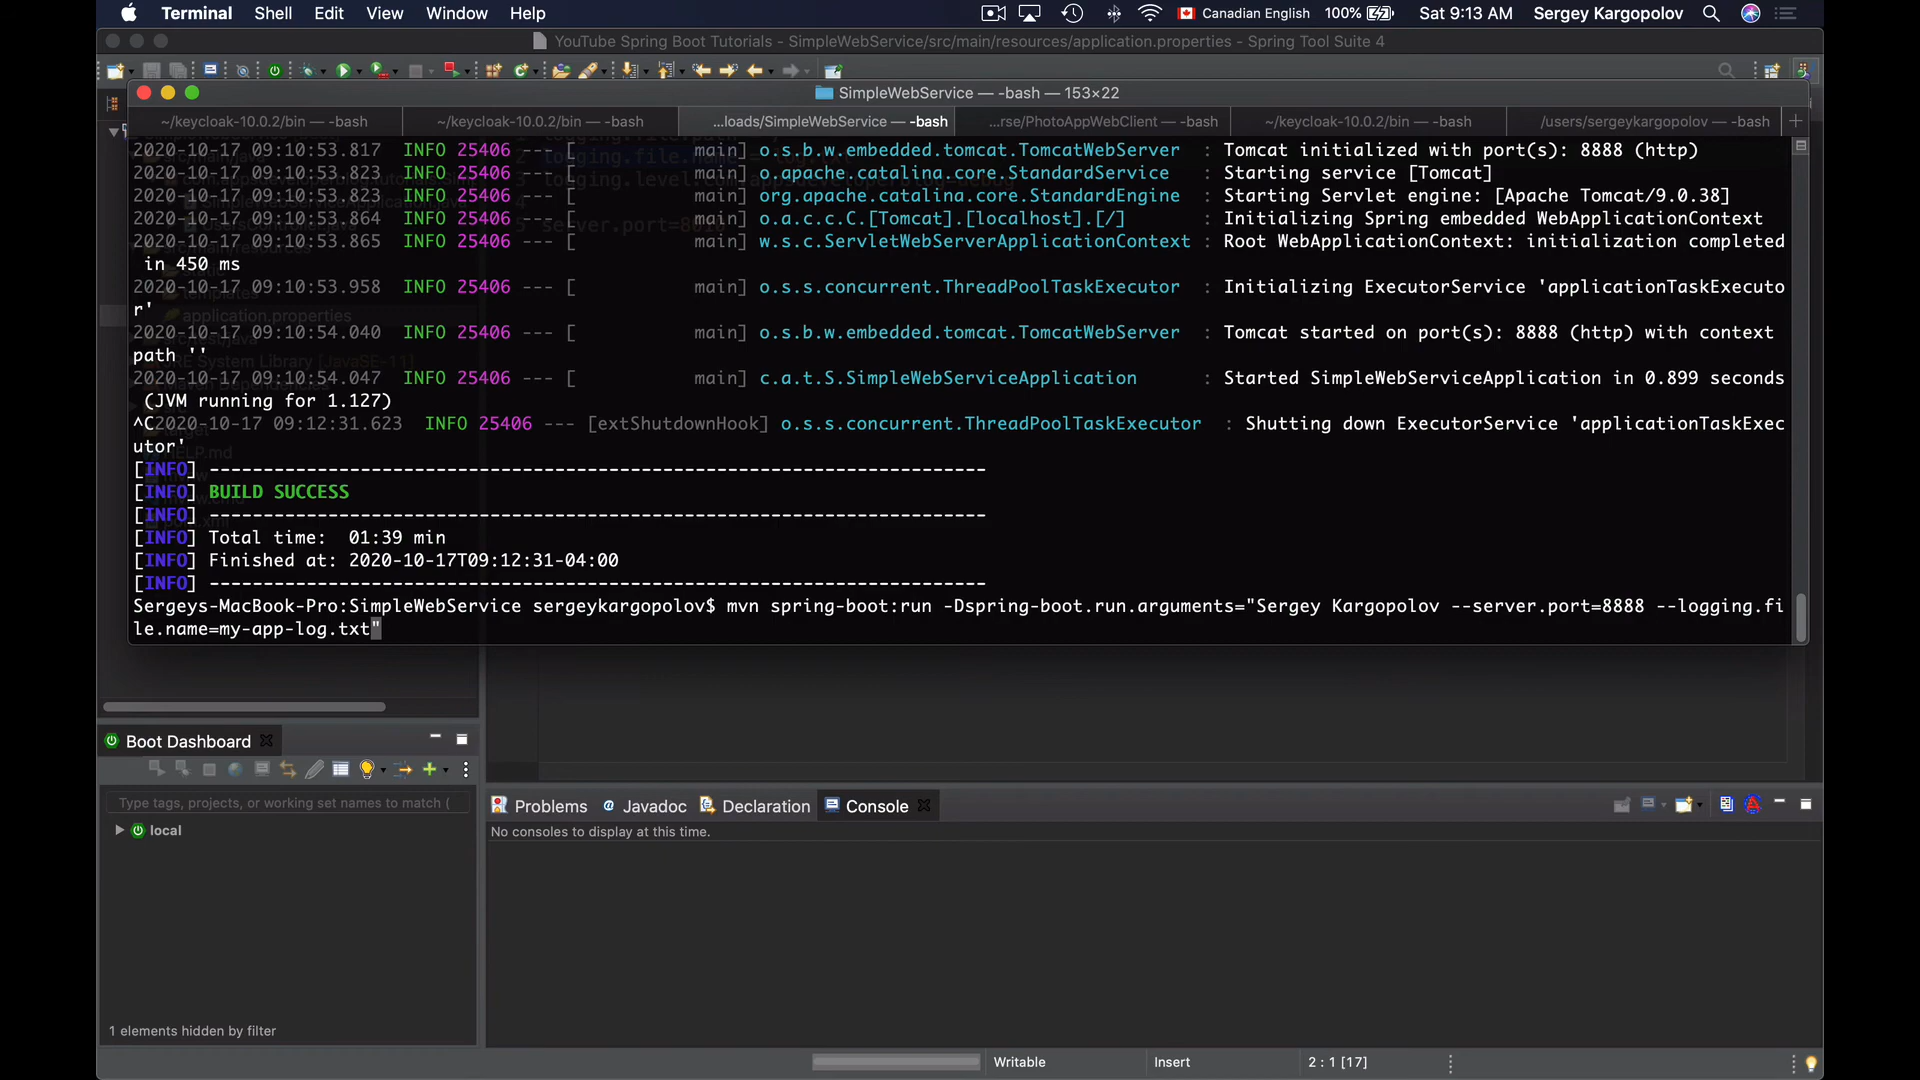 Terminal Shell Edit View Window Help Canadian English 100% Sat 9:13 AM Sergey Kargopolov
YouTube Spring Boot Tutorials - SimpleWebService/src/main/resources/application.properties - Spring Tool Suite 4
SimpleWebService — -bash — 153×22
~/keycloak-10.0.2/bin — -bash ~/keycloak-10.0.2/bin — -bash ...loads/SimpleWebService — -bash ...rse/PhotoAppWebClient — -bash ~/keycloak-10.0.2/bin — -bash /users/sergeykargopolov — -bash
2020-10-17 09:10:53.817 INFO 25406 --- [ main] o.s.b.w.embedded.tomcat.TomcatWebServer : Tomcat initialized with port(s): 8888 (http)
2020-10-17 09:10:53.823 INFO 25406 --- [ main] o.apache.catalina.core.StandardService : Starting service [Tomcat]
2020-10-17 09:10:53.823 INFO 25406 --- [ main] org.apache.catalina.core.StandardEngine : Starting Servlet engine: [Apache Tomcat/9.0.38]
2020-10-17 09:10:53.864 INFO 25406 --- [ main] o.a.c.c.C.[Tomcat].[localhost].[/] : Initializing Spring embedded WebApplicationContext
2020-10-17 09:10:53.865 INFO 25406 --- [ main] w.s.c.ServletWebServerApplicationContext : Root WebApplicationContext: initialization completed
in 450 ms
2020-10-17 09:10:53.958 INFO 25406 --- [ main] o.s.s.concurrent.ThreadPoolTaskExecutor : Initializing ExecutorService 'applicationTaskExecuto
r'
application.properties
2020-10-17 09:10:54.040 INFO 25406 --- [ main] o.s.b.w.embedded.tomcat.TomcatWebServer : Tomcat started on port(s): 8888 (http) with context
path ''
JRE System Library [JavaSE-11]
2020-10-17 09:10:54.047 INFO 25406 --- [ main] c.a.t.S.SimpleWebServiceApplication : Started SimpleWebServiceApplication in 0.899 seconds
(JVM running for 1.127)
^C2020-10-17 09:12:31.623 INFO 25406 --- [extShutdownHook] o.s.s.concurrent.ThreadPoolTaskExecutor : Shutting down ExecutorService 'applicationTaskExec
utor'
HELP.md
[INFO] ------------------------------------------------------------------------
[INFO] BUILD SUCCESS
[INFO] ------------------------------------------------------------------------
[INFO] Total time: 01:39 min
[INFO] Finished at: 2020-10-17T09:12:31-04:00
[INFO] ------------------------------------------------------------------------
Sergeys-MacBook-Pro:SimpleWebService sergeykargopolov$ mvn spring-boot:run -Dspring-boot.run.arguments="Sergey Kargopolov --server.port=8888 --logging.fi
le.name=my-app-log.txt"
Boot Dashboard
Type tags, projects, or working set names to match (
local
1 elements hidden by filter
Problems Javadoc Declaration Console
No consoles to display at this time.
Writable Insert 2 : 1 [17]